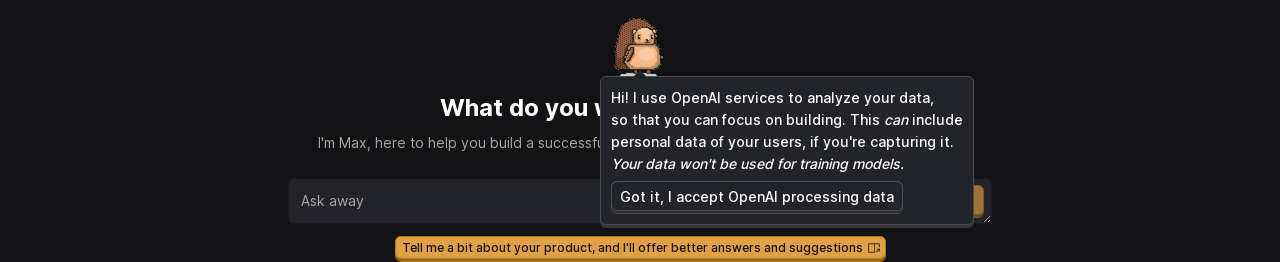 What do you
I'm Max, here to help you build a successfu
Hi! I use OpenAI services to analyze your data,
so that you can focus on building. This can include
personal data of your users, if you're capturing it.
Your data won't be used for training models.
Got it, I accept OpenAI processing data
Ask away
Tell me a bit about your product, and I'll offer better answers and suggestions